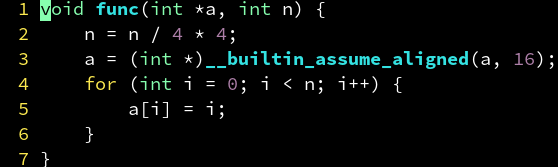 1 void func(int *a, int n) {
2     n = n / 4 * 4;
3     a = (int *)__builtin_assume_aligned(a, 16);
4     for (int i = 0; i < n; i++) {
5         a[i] = i;
6     }
7 }